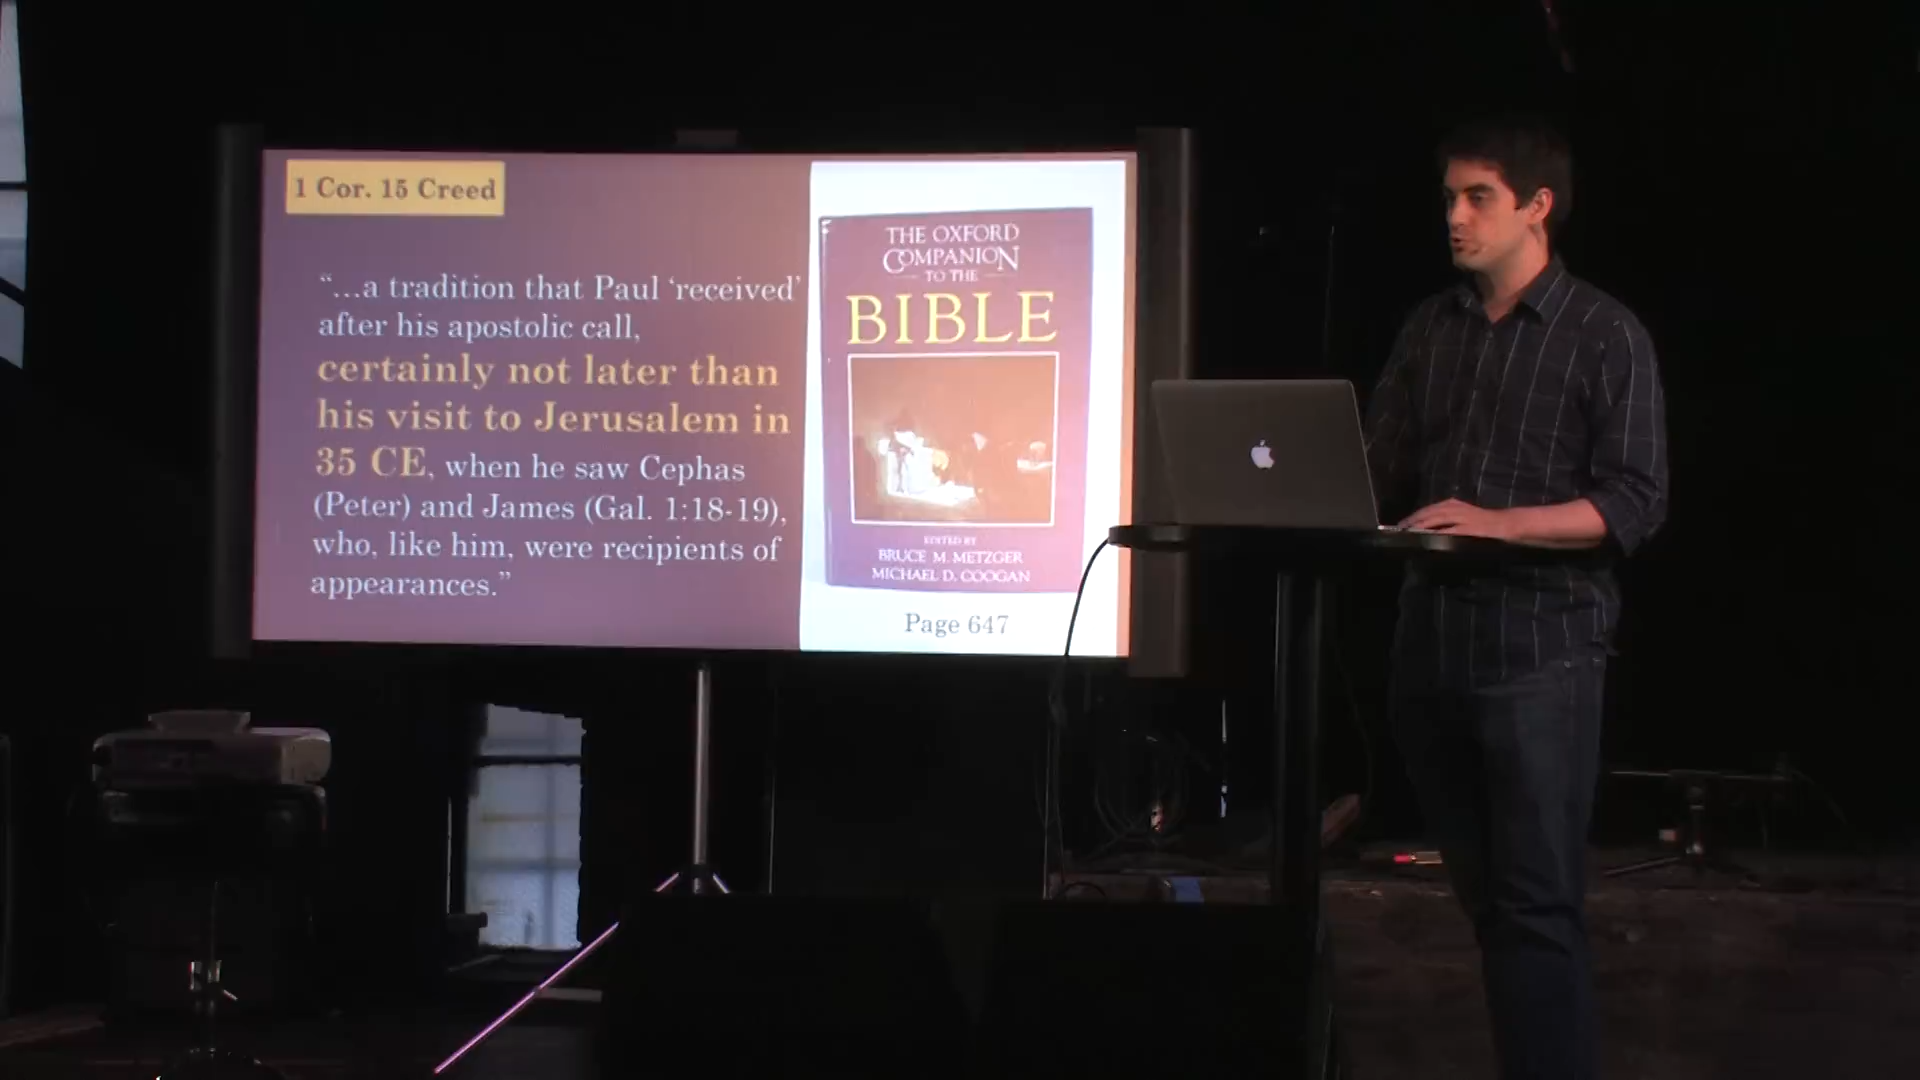 1 Cor. 15 Creed
“...a tradition that Paul ‘received’
after his apostolic call,
certainly not later than
his visit to Jerusalem in
35 CE, when he saw Cephas
(Peter) and James (Gal. 1:18-19),
who, like him, were recipients of
appearances.”
THE OXFORD
COMPANION
TO THE
BIBLE
EDITED BY
BRUCE M. METZGER
MICHAEL D. COOGAN
Page 647